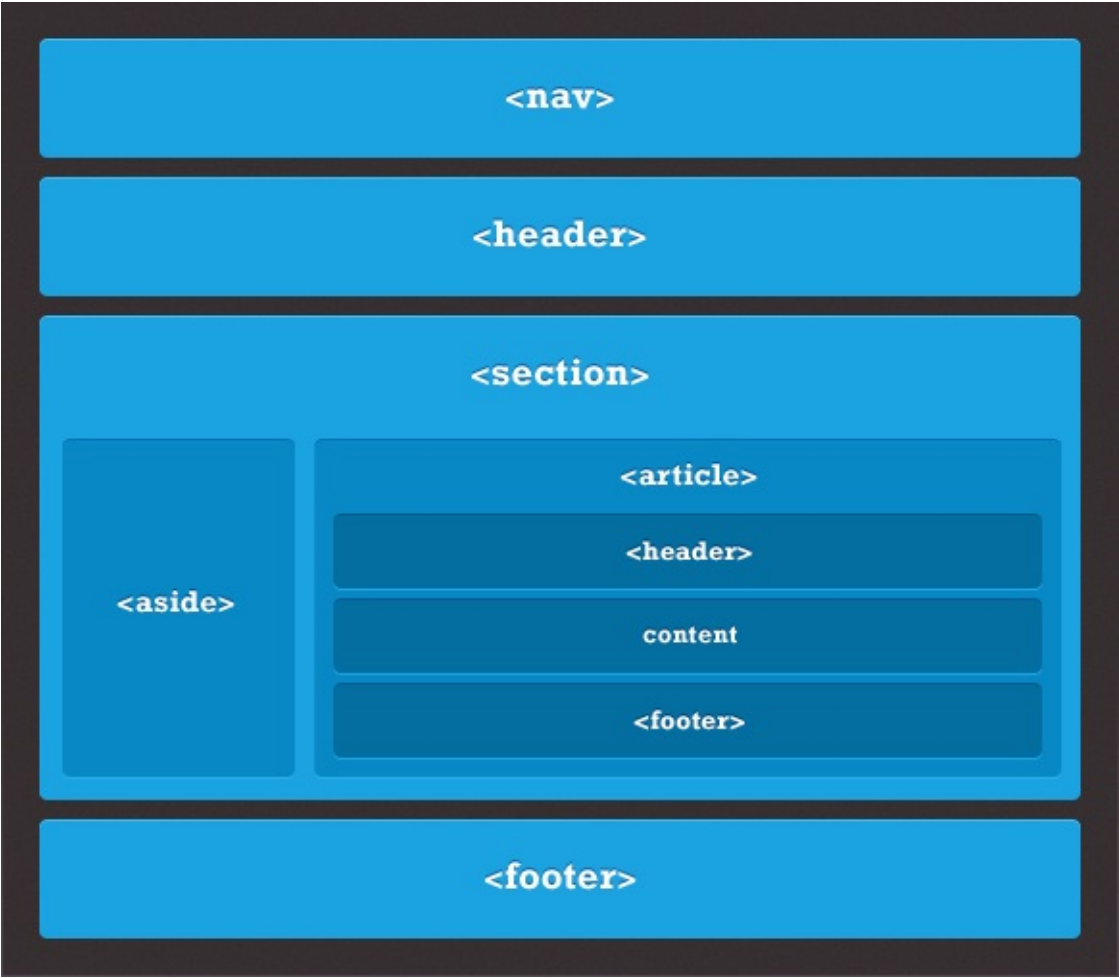 <nav>
<header>
<section>
<aside>
<article>
<header>
content
<footer>
<footer>